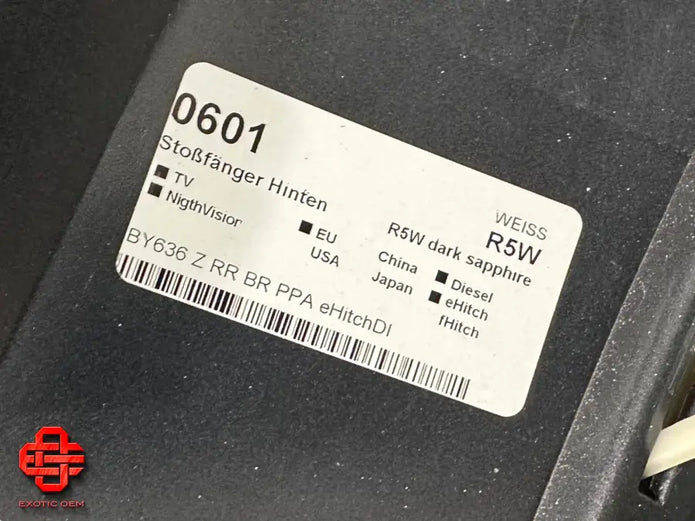 0601
Stoßfänger Hinten
WEISS
R5W
TV
NigthVision
EU
USA
R5W dark sapphire
China
Japan
Diesel
eHitch
fHitch
BY636 Z RR BR PPA eHitchDI
EXOTIC OEM